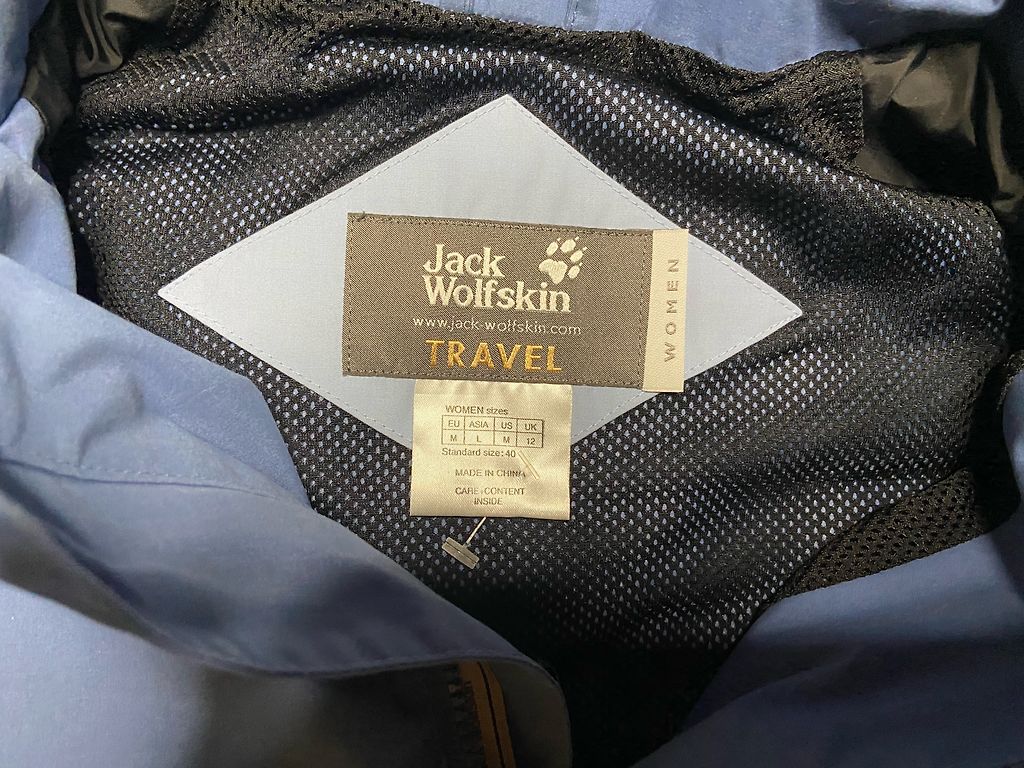 Jack
Wolfskin
www.jack-wolfskin.com
TRAVEL
WOMEN
WOMEN sizes
EU ASIA US UK
M L M 12
Standard size: 40
MADE IN CHINA
CARE+CONTENT
INSIDE